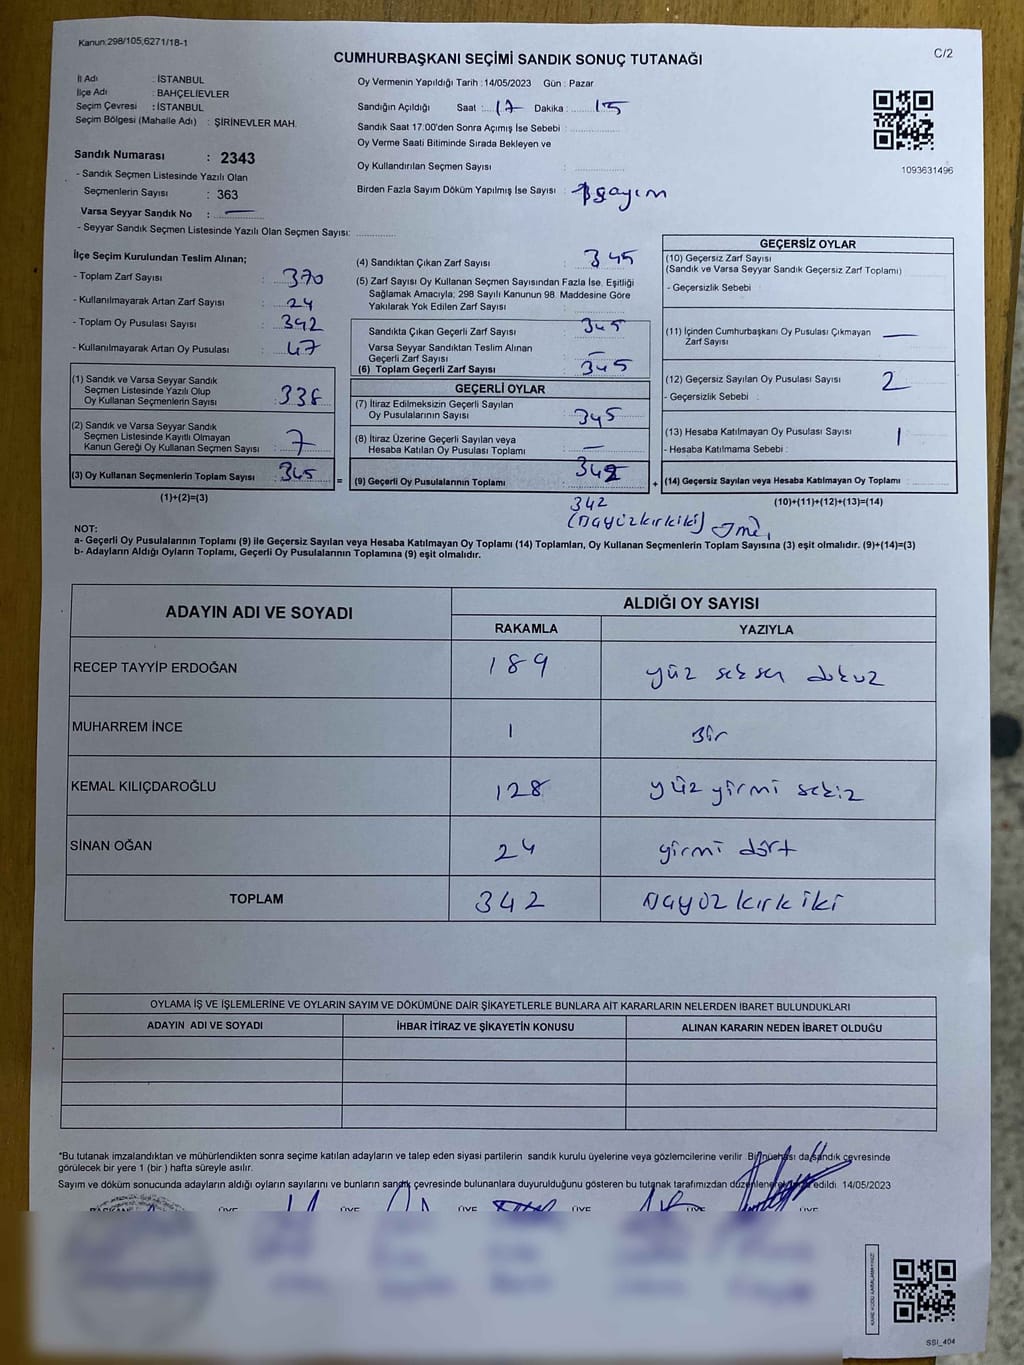 Kanun:298/105,6271/18-1
C/2
CUMHURBAŞKANI SEÇİMİ SANDIK SONUÇ TUTANAĞI
İl Adı : İSTANBUL
İlçe Adı : BAHÇELİEVLER
Seçim Çevresi : İSTANBUL
Seçim Bölgesi (Mahalle Adı) : ŞİRİNEVLER MAH.
Sandık Numarası : 2343
- Sandık Seçmen Listesinde Yazılı Olan
Seçmenlerin Sayısı : 363
Varsa Seyyar Sandık No : —
- Seyyar Sandık Seçmen Listesinde Yazılı Olan Seçmen Sayısı:
Oy Vermenin Yapıldığı Tarih :14/05/2023 Gün : Pazar
Sandığın Açıldığı Saat :17 Dakika : 15
Sandık Saat 17:00'den Sonra Açımış İse Sebebi :
Oy Verme Saati Bitiminde Sırada Bekleyen ve
Oy Kullandırılan Seçmen Sayısı :
Birden Fazla Sayım Döküm Yapılmış İse Sayısı : sayım
1093631496
İlçe Seçim Kurulundan Teslim Alınan;
- Toplam Zarf Sayısı : 370
- Kullanılmayarak Artan Zarf Sayısı : 24
- Toplam Oy Pusulası Sayısı : 392
- Kullanılmayarak Artan Oy Pusulası : 47
(1) Sandık ve Varsa Seyyar Sandık
Seçmen Listesinde Yazılı Olup
Oy Kullanan Seçmenlerin Sayısı : 338
(2) Sandık ve Varsa Seyyar Sandık
Seçmen Listesinde Kayıtlı Olmayan
Kanun Gereği Oy Kullanan Seçmen Sayısı : 7
(3) Oy Kullanan Seçmenlerin Toplam Sayısı : 345
(1)+(2)=(3)
=
(4) Sandıktan Çıkan Zarf Sayısı : 345
(5) Zarf Sayısı Oy Kullanan Seçmen Sayısından Fazla İse, Eşitliği
Sağlamak Amacıyla; 298 Sayılı Kanunun 98. Maddesine Göre
Yakılarak Yok Edilen Zarf Sayısı :
Sandıkta Çıkan Geçerli Zarf Sayısı : 345
Varsa Seyyar Sandıktan Teslim Alınan
Geçerli Zarf Sayısı : —
(6) Toplam Geçerli Zarf Sayısı : 345
GEÇERLİ OYLAR
(7) İtiraz Edilmeksizin Geçerli Sayılan
Oy Pusulalarının Sayısı : 345
(8) İtiraz Üzerine Geçerli Sayılan veya
Hesaba Katılan Oy Pusulası Toplamı : —
(9) Geçerli Oy Pusulalarının Toplamı : 342
342
(üçyüzkırkiki)
+
GEÇERSİZ OYLAR
(10) Geçersiz Zarf Sayısı :
(Sandık ve Varsa Seyyar Sandık Geçersiz Zarf Toplamı)
- Geçersizlik Sebebi :
(11) İçinden Cumhurbaşkanı Oy Pusulası Çıkmayan
Zarf Sayısı : —
(12) Geçersiz Sayılan Oy Pusulası Sayısı : 2
- Geçersizlik Sebebi :
(13) Hesaba Katılmayan Oy Pusulası Sayısı : 1
- Hesaba Katılmama Sebebi :
(14) Geçersiz Sayılan veya Hesaba Katılmayan Oy Toplamı :
(10)+(11)+(12)+(13)=(14)
NOT:
a- Geçerli Oy Pusulalarının Toplamı (9) ile Geçersiz Sayılan veya Hesaba Katılmayan Oy Toplamı (14) Toplamları, Oy Kullanan Seçmenlerin Toplam Sayısına (3) eşit olmalıdır. (9)+(14)=(3)
b- Adayların Aldığı Oyların Toplamı, Geçerli Oy Pusulalarının Toplamına (9) eşit olmalıdır.
ADAYIN ADI VE SOYADI
ALDIĞI OY SAYISI
RAKAMLA YAZIYLA
RECEP TAYYİP ERDOĞAN 189 yüz seksen dokuz
MUHARREM İNCE 1 Bir
KEMAL KILIÇDAROĞLU 128 yüz yirmi sekiz
SİNAN OĞAN 24 yirmi dört
TOPLAM 342 üçyüzkırkiki
OYLAMA İŞ VE İŞLEMLERİNE VE OYLARIN SAYIM VE DÖKÜMÜNE DAİR ŞİKAYETLERLE BUNLARA AİT KARARLARIN NELERDEN İBARET BULUNDUKLARI
ADAYIN ADI VE SOYADI İHBAR İTİRAZ VE ŞİKAYETİN KONUSU ALINAN KARARIN NEDEN İBARET OLDUĞU
*Bu tutanak imzalandıktan ve mühürlendikten sonra seçime katılan adayların ve talep eden siyasi partilerin sandık kurulu üyelerine veya gözlemcilerine verilir. Bir nüshası da sandık çevresinde
görülecek bir yere 1 (bir ) hafta süreyle asılır.
Sayım ve döküm sonucunda adayların aldığı oyların sayılarını ve bunların sandık çevresinde bulunanlara duyurulduğunu gösteren bu tutanak tarafımızdan düzenlenerek edildi. 14/05/2023
BAŞKAN ÜYE ÜYE ÜYE ÜYE ÜYE ÜYE
SSI_404